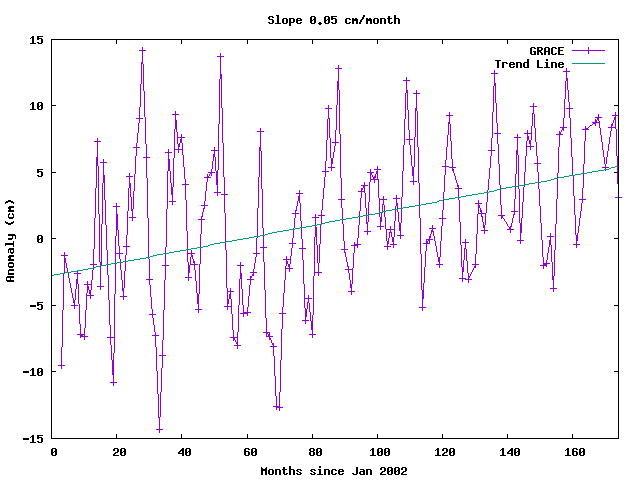 Slope 0.05 cm/month
GRACE
Trend Line
15
10
5
0
-5
-10
-15
Anomaly (cm)
0 20 40 60 80 100 120 140 160
Months since Jan 2002